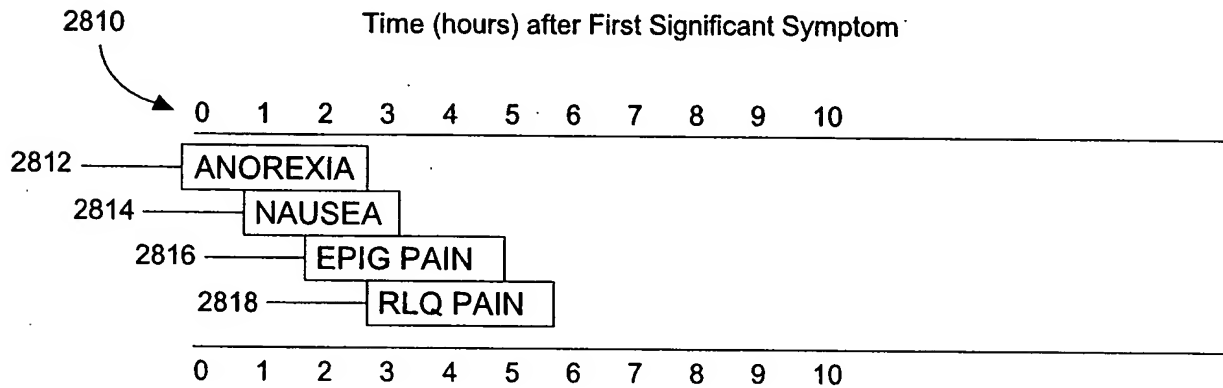 2810 Time (hours) after First Significant Symptom
0 1 2 3 4 5 6 7 8 9 10
2812 ANOREXIA
2814 NAUSEA
2816 EPIG PAIN
2818 RLQ PAIN
0 1 2 3 4 5 6 7 8 9 10